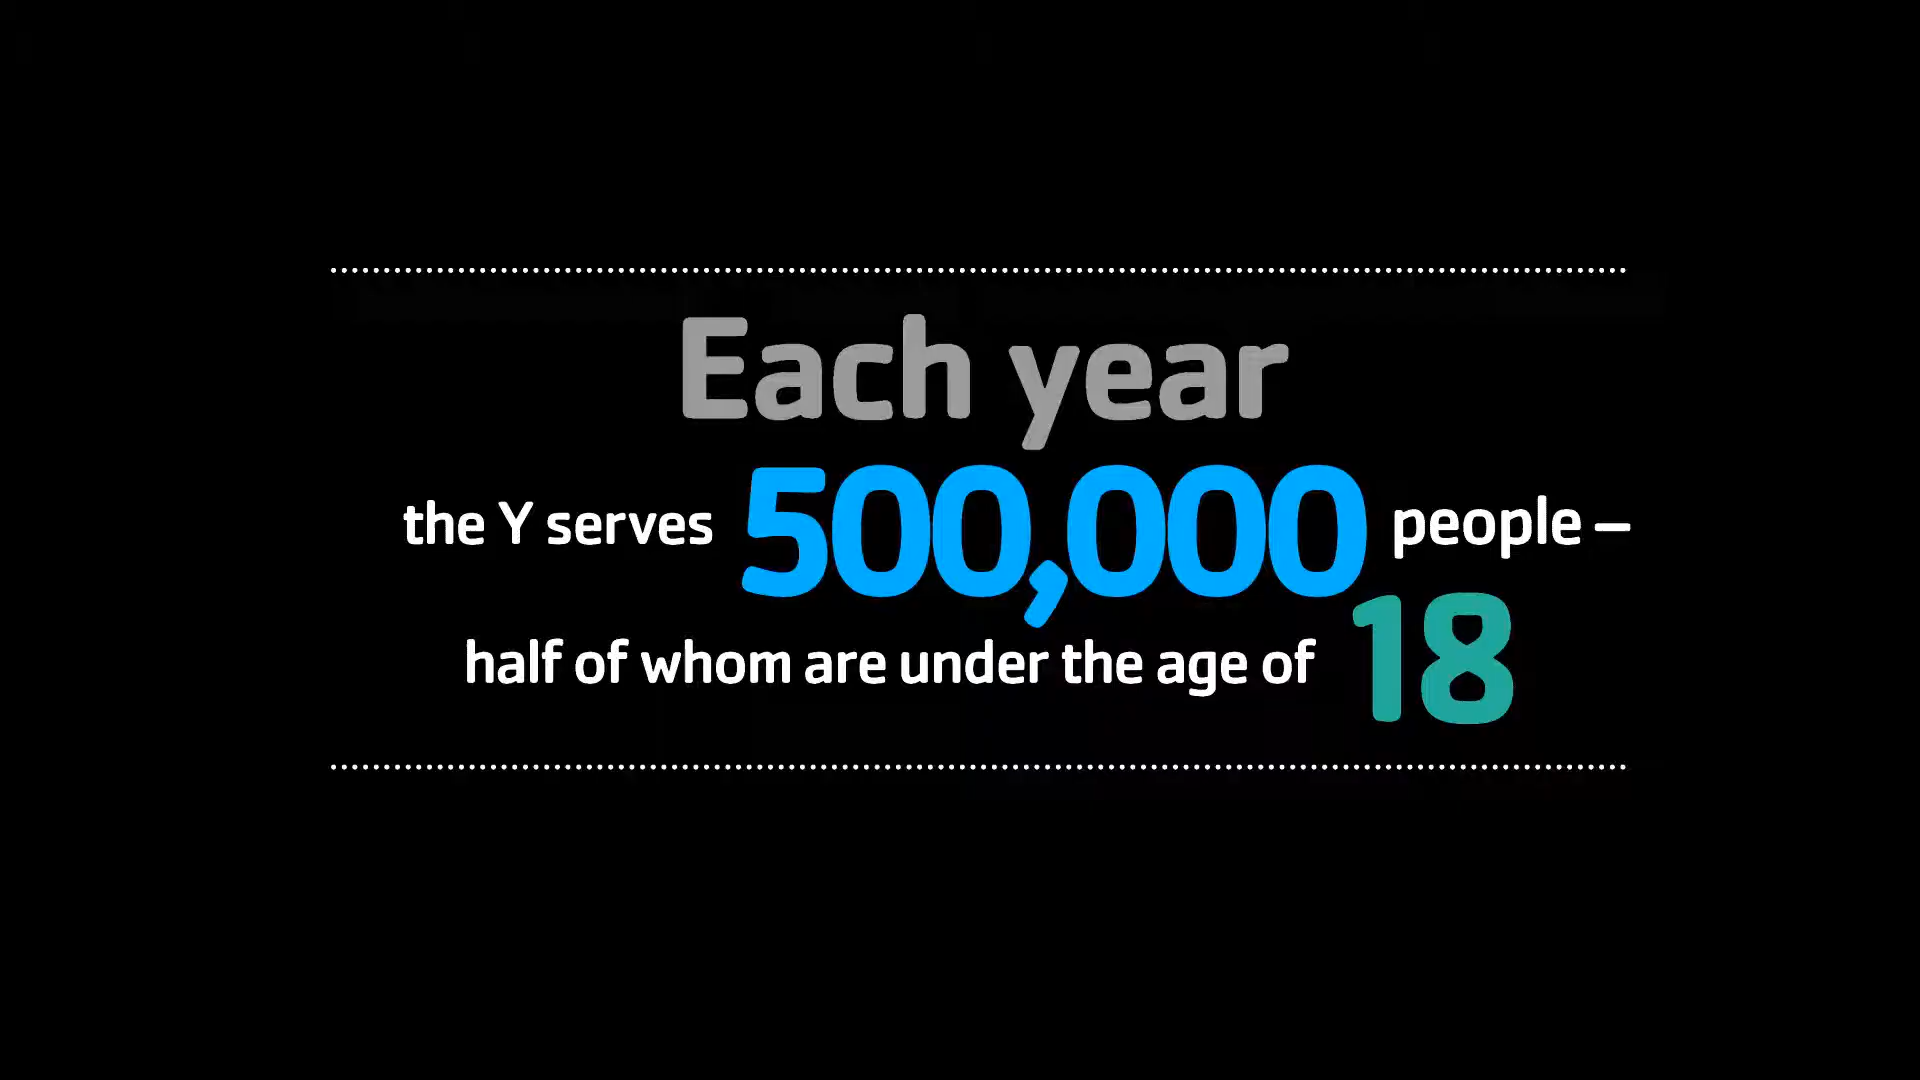 Each year
the Y serves 500,000 people –
half of whom are under the age of 18